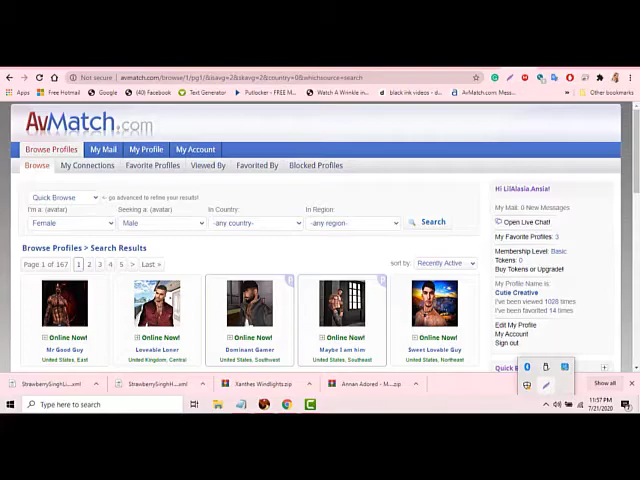 Not secure | avmatch.com/browse/1/pg1/&isavg=2&skavg=2&country=0&whichsource=search
Apps Hot! Free Hotmail Google (4) Facebook Text Generator Putlocker - FREE M... Watch A Wrinkle in... black ink videos - d... AvMatch.com: Mess... Other bookmarks
AvMatch.com
Browse Profiles My Mail My Profile My Account
Browse My Connections Favorite Profiles Viewed By Favorited By Blocked Profiles
Quick Browse go advanced to refine your results!
I'm a: (avatar) Seeking a: (avatar) In Country: In Region:
Female Male -any country- -any region- Search
Browse Profiles > Search Results
Page 1 of 167 1 2 3 4 5 > Last » sort by: Recently Active
Online Now! Online Now! Online Now! Online Now! Online Now!
Mr Good Guy Loveable Loner Dominant Gamer Maybe I am him Sweet Lovable Guy
United States, East United Kingdom, Central United States, Southwest United States, Southeast United States, Southeast
Hi LilAlasia.Ansia!
My Mail: 0 New Messages
Open Live Chat!
My Favorite Profiles: 3
Membership Level: Basic
Tokens: 0
Buy Tokens or Upgrade!
My Profile Name is:
Cutie Creative
I've been viewed 1028 times
I've been favorited 14 times
Edit My Profile
My Account
Sign out
StrawberrySinghLi....xml StrawberrySingh....xml Xanthes Windlights.zip Annan Adored - M....zip Show all
Type here to search
11:57 PM
7/21/2020